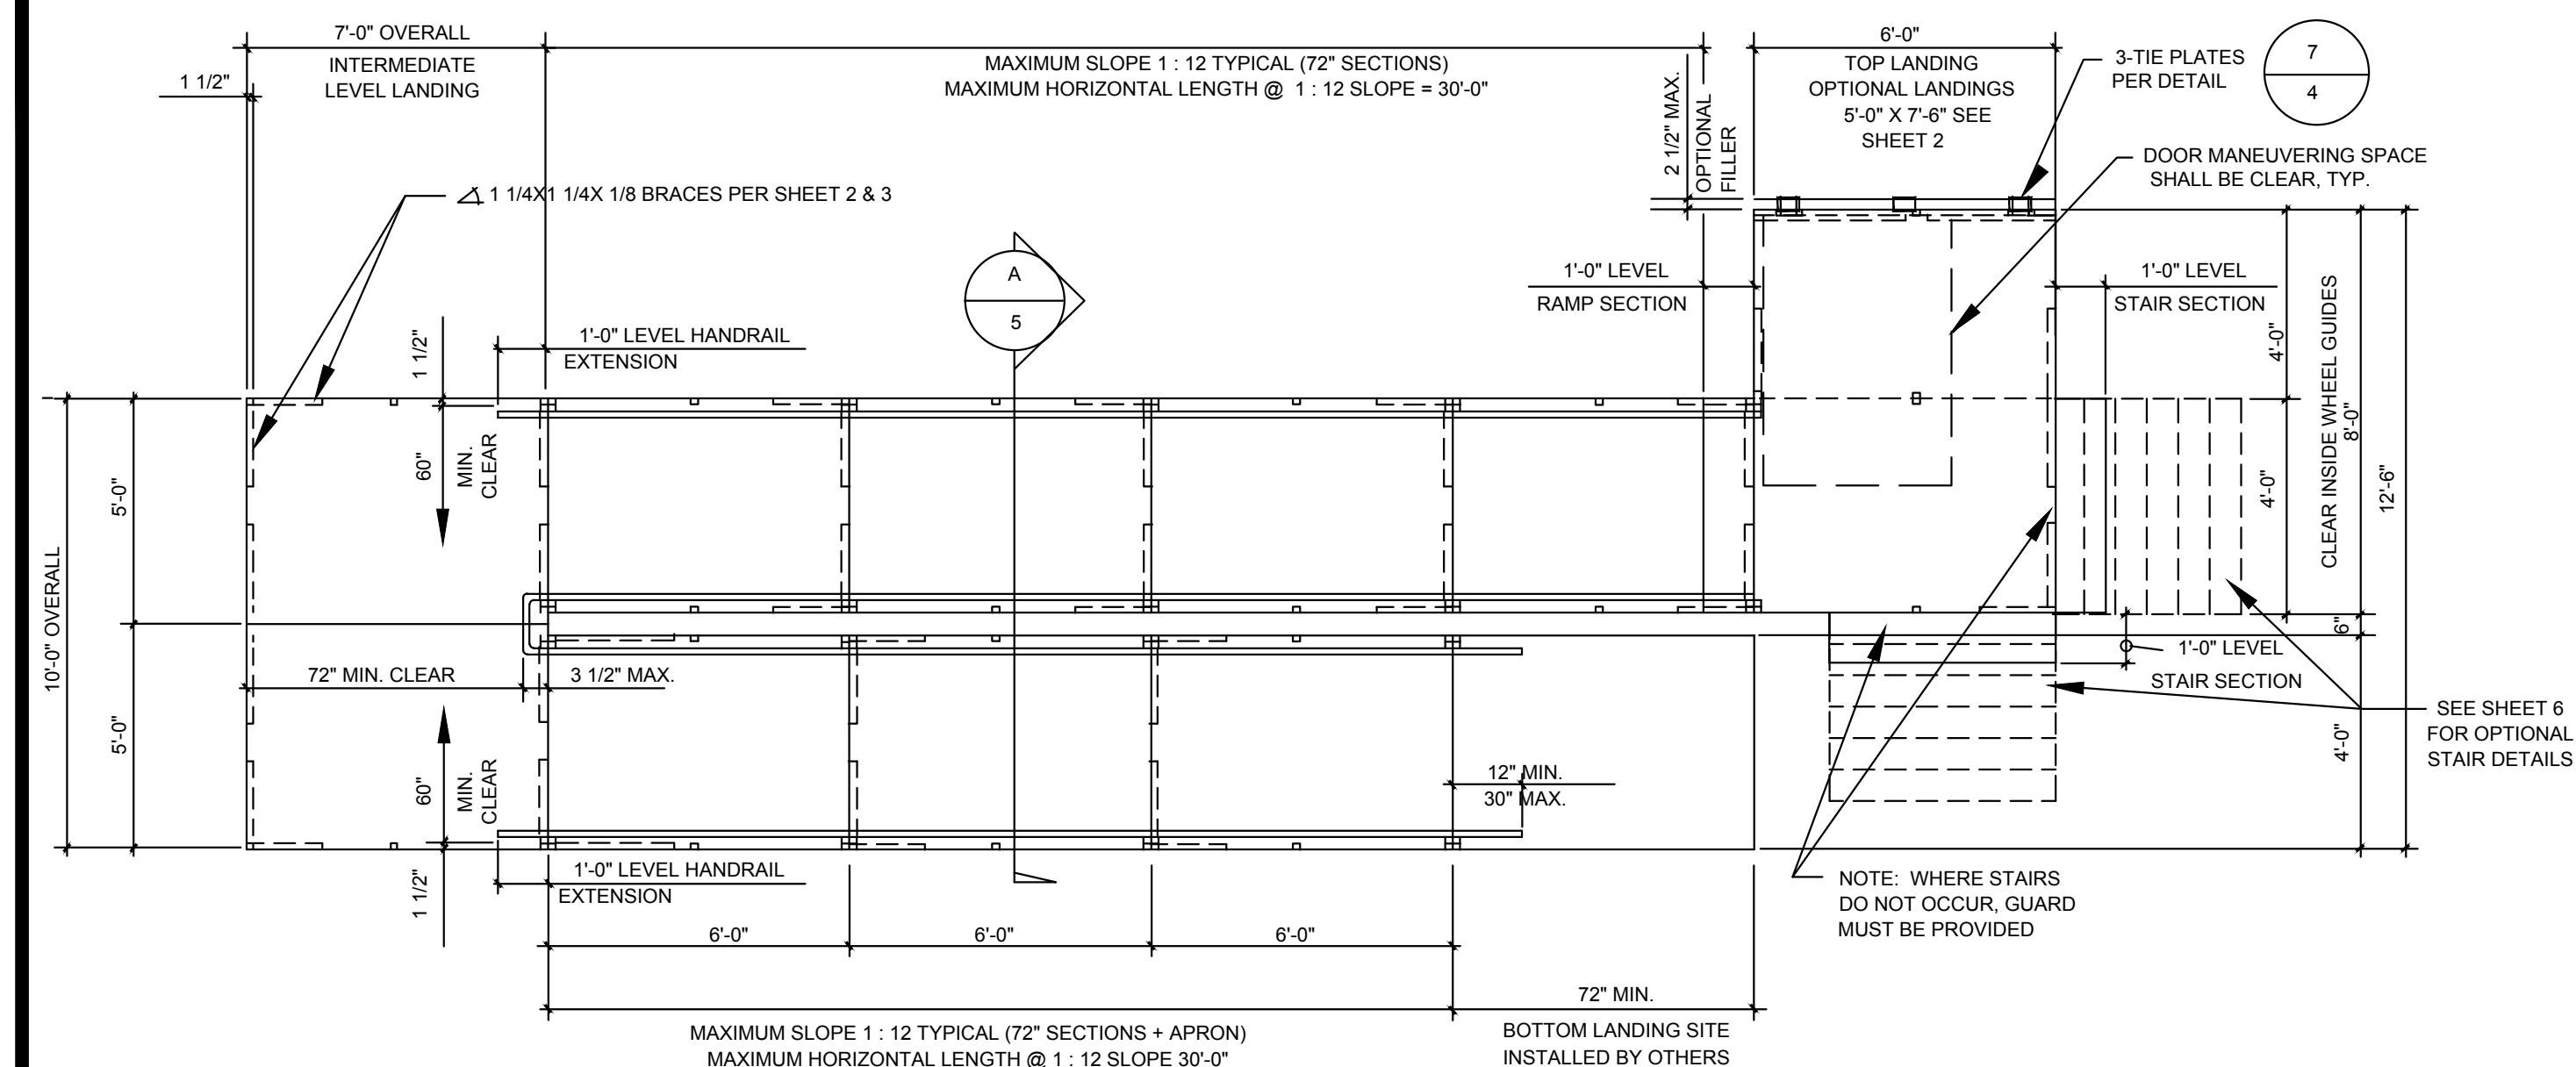 7'-0" OVERALL
INTERMEDIATE
LEVEL LANDING
1 1/2"
MAXIMUM SLOPE 1 : 12 TYPICAL (72" SECTIONS)
MAXIMUM HORIZONTAL LENGTH @ 1 : 12 SLOPE = 30'-0"
2 1/2" MAX.
OPTIONAL
FILLER
6'-0"
TOP LANDING
OPTIONAL LANDINGS
5'-0" X 7'-6" SEE
SHEET 2
3-TIE PLATES
PER DETAIL
7
4
DOOR MANEUVERING SPACE
SHALL BE CLEAR, TYP.
1 1/4X1 1/4X 1/8 BRACES PER SHEET 2 & 3
A
5
1'-0" LEVEL
RAMP SECTION
1'-0" LEVEL
STAIR SECTION
1 1/2"
1'-0" LEVEL HANDRAIL
EXTENSION
4'-0"
CLEAR INSIDE WHEEL GUIDES
8'-0"
12'-6"
4'-0"
10'-0" OVERALL
5'-0"
60"
MIN.
CLEAR
72" MIN. CLEAR
3 1/2" MAX.
6"
1'-0" LEVEL
STAIR SECTION
SEE SHEET 6
FOR OPTIONAL
STAIR DETAILS
5'-0"
60"
MIN.
CLEAR
12" MIN.
30" MAX.
4'-0"
1 1/2"
1'-0" LEVEL HANDRAIL
EXTENSION
NOTE: WHERE STAIRS
DO NOT OCCUR, GUARD
MUST BE PROVIDED
6'-0"
6'-0"
6'-0"
72" MIN.
MAXIMUM SLOPE 1 : 12 TYPICAL (72" SECTIONS + APRON)
MAXIMUM HORIZONTAL LENGTH @ 1 : 12 SLOPE 30'-0"
BOTTOM LANDING SITE
INSTALLED BY OTHERS